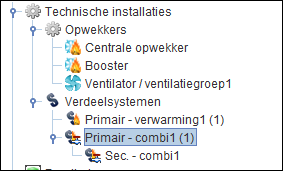 Technische installaties
Opwekkers
Centrale opwekker
Booster
Ventilator / ventilatiegroep1
Verdeelsystemen
Primair - verwarming1 (1)
Primair - combi1 (1)
Sec. - combi1